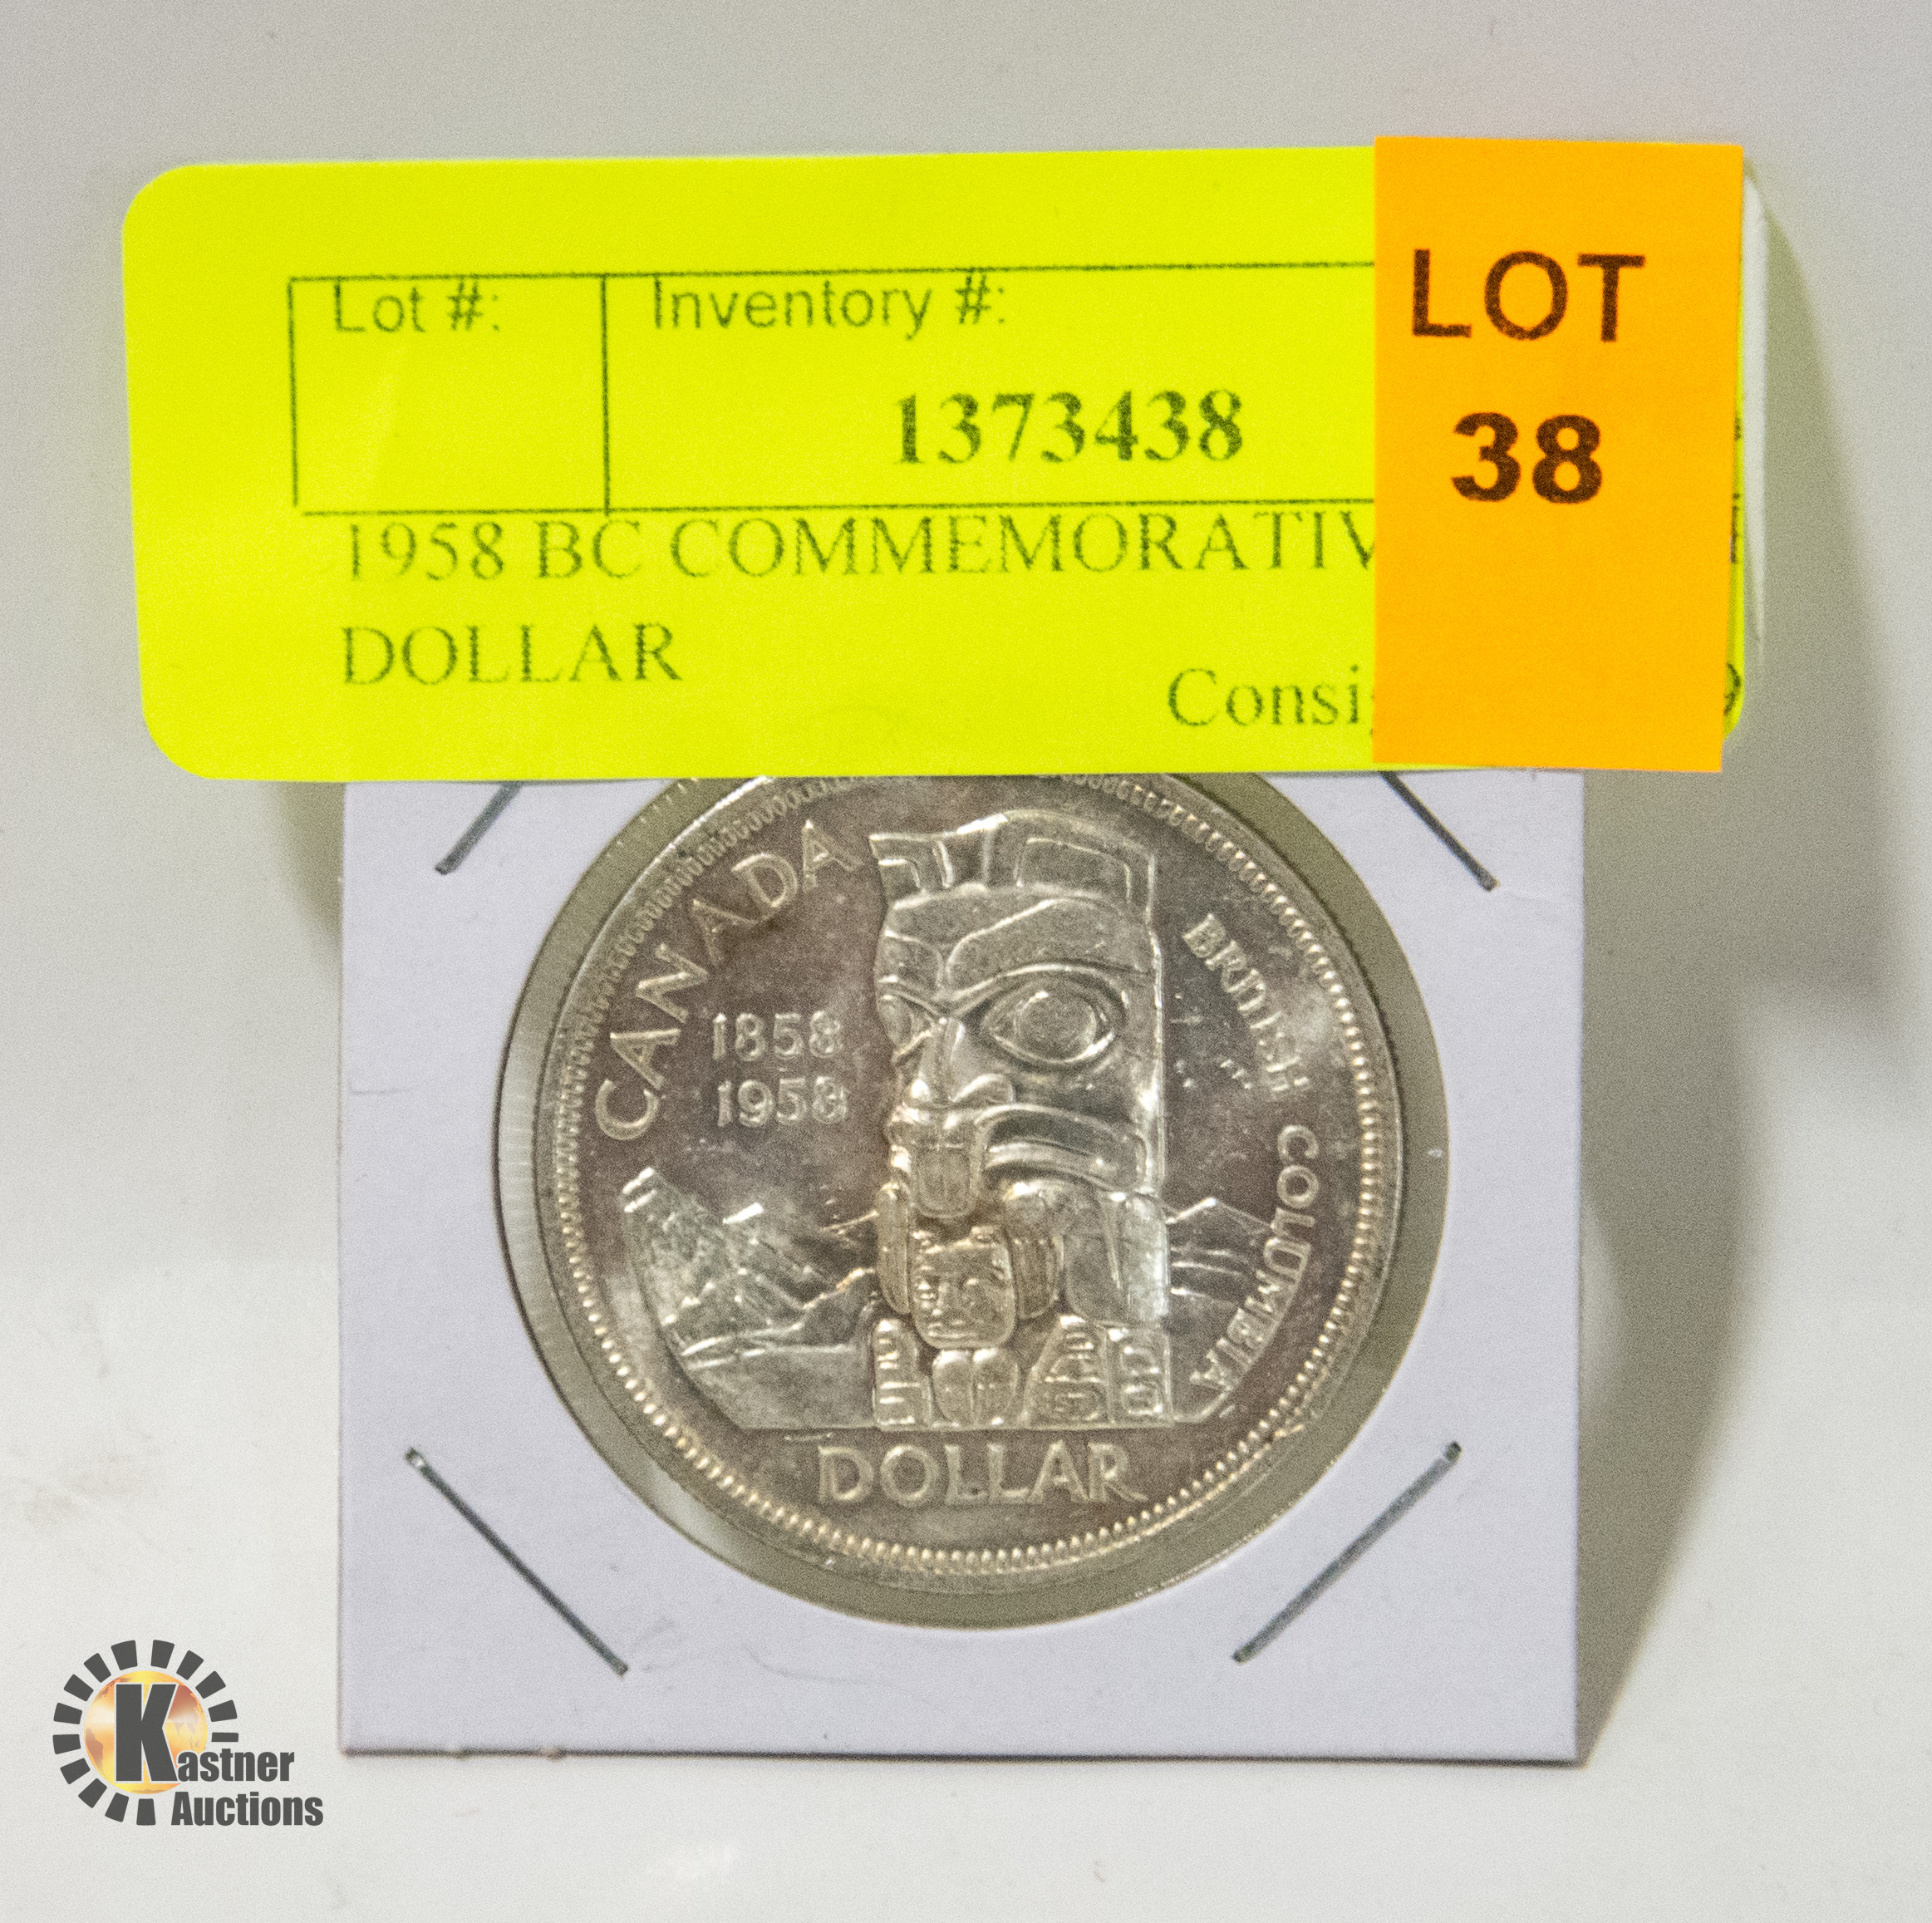 Lot #:
Inventory #:
1373438
LOT
38
1958 BC COMMEMORATIV
DOLLAR
Consi
CANADA
1858
1958
BRITISH COLUMBIA
DOLLAR
Kastner
Auctions